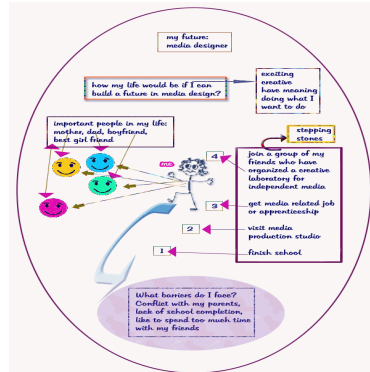 my future:
media designer
how my life would be if I can
build a future in media design?
exciting
creative
have meaning
doing what I
want to do
important people in my life:
mother, dad, boyfriend,
best girl friend
stepping
stones
me
4
join a group of my
friends who have
organized a creative
laboratory for
independent media
3
get media related job
or apprenticeship
2
visit media
production studio
1
finish school
What barriers do I face?
Conflict with my parents,
lack of school completion,
like to spend too much time
with my friends